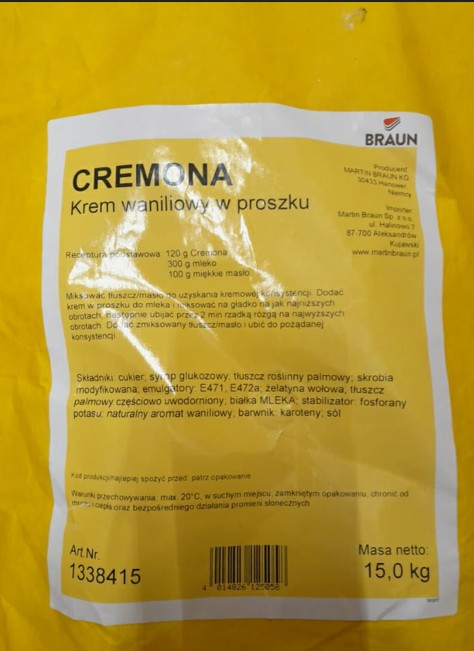 BRAUN
CREMONA
Krem waniliowy w proszku
Producent:
MARTIN BRAUN KG
30433 Hanower,
Niemcy
Importer:
Martin Braun Sp. z o.o.
ul. Halinowo 7
87-700 Aleksandrów
Kujawski
www.martinbraun.pl
Receptura podstawowa 120 g Cremona
300 g mleko
100 g miękkie masło
Miksować tłuszcz/masło do uzyskania kremowej konsystencji. Dodać
krem w proszku do mleka i miksować na gładko na jak najniższych
obrotach. Następnie ubijać przez 2 min rzadką rózgą na najwyższych
obrotach. Dodać zmiksowany tłuszcz/masło i ubić do pożądanej
konsystencji.
Składniki: cukier; syrop glukozowy; tłuszcz roślinny palmowy; skrobia
modyfikowana; emulgatory: E471, E472a; żelatyna wołowa; tłuszcz
palmowy częściowo uwodorniony; białka MLEKA; stabilizator: fosforany
potasu; naturalny aromat waniliowy; barwnik: karoteny; sól
Kod produkcji/najlepiej spożyć przed: patrz opakowanie
Warunki przechowywania: max. 20°C, w suchym miejscu, zamkniętym opakowaniu, chronić od
ciepła oraz bezpośredniego działania promieni słonecznych
Art.Nr.
1338415
4 014826 125056
Masa netto:
15,0 kg